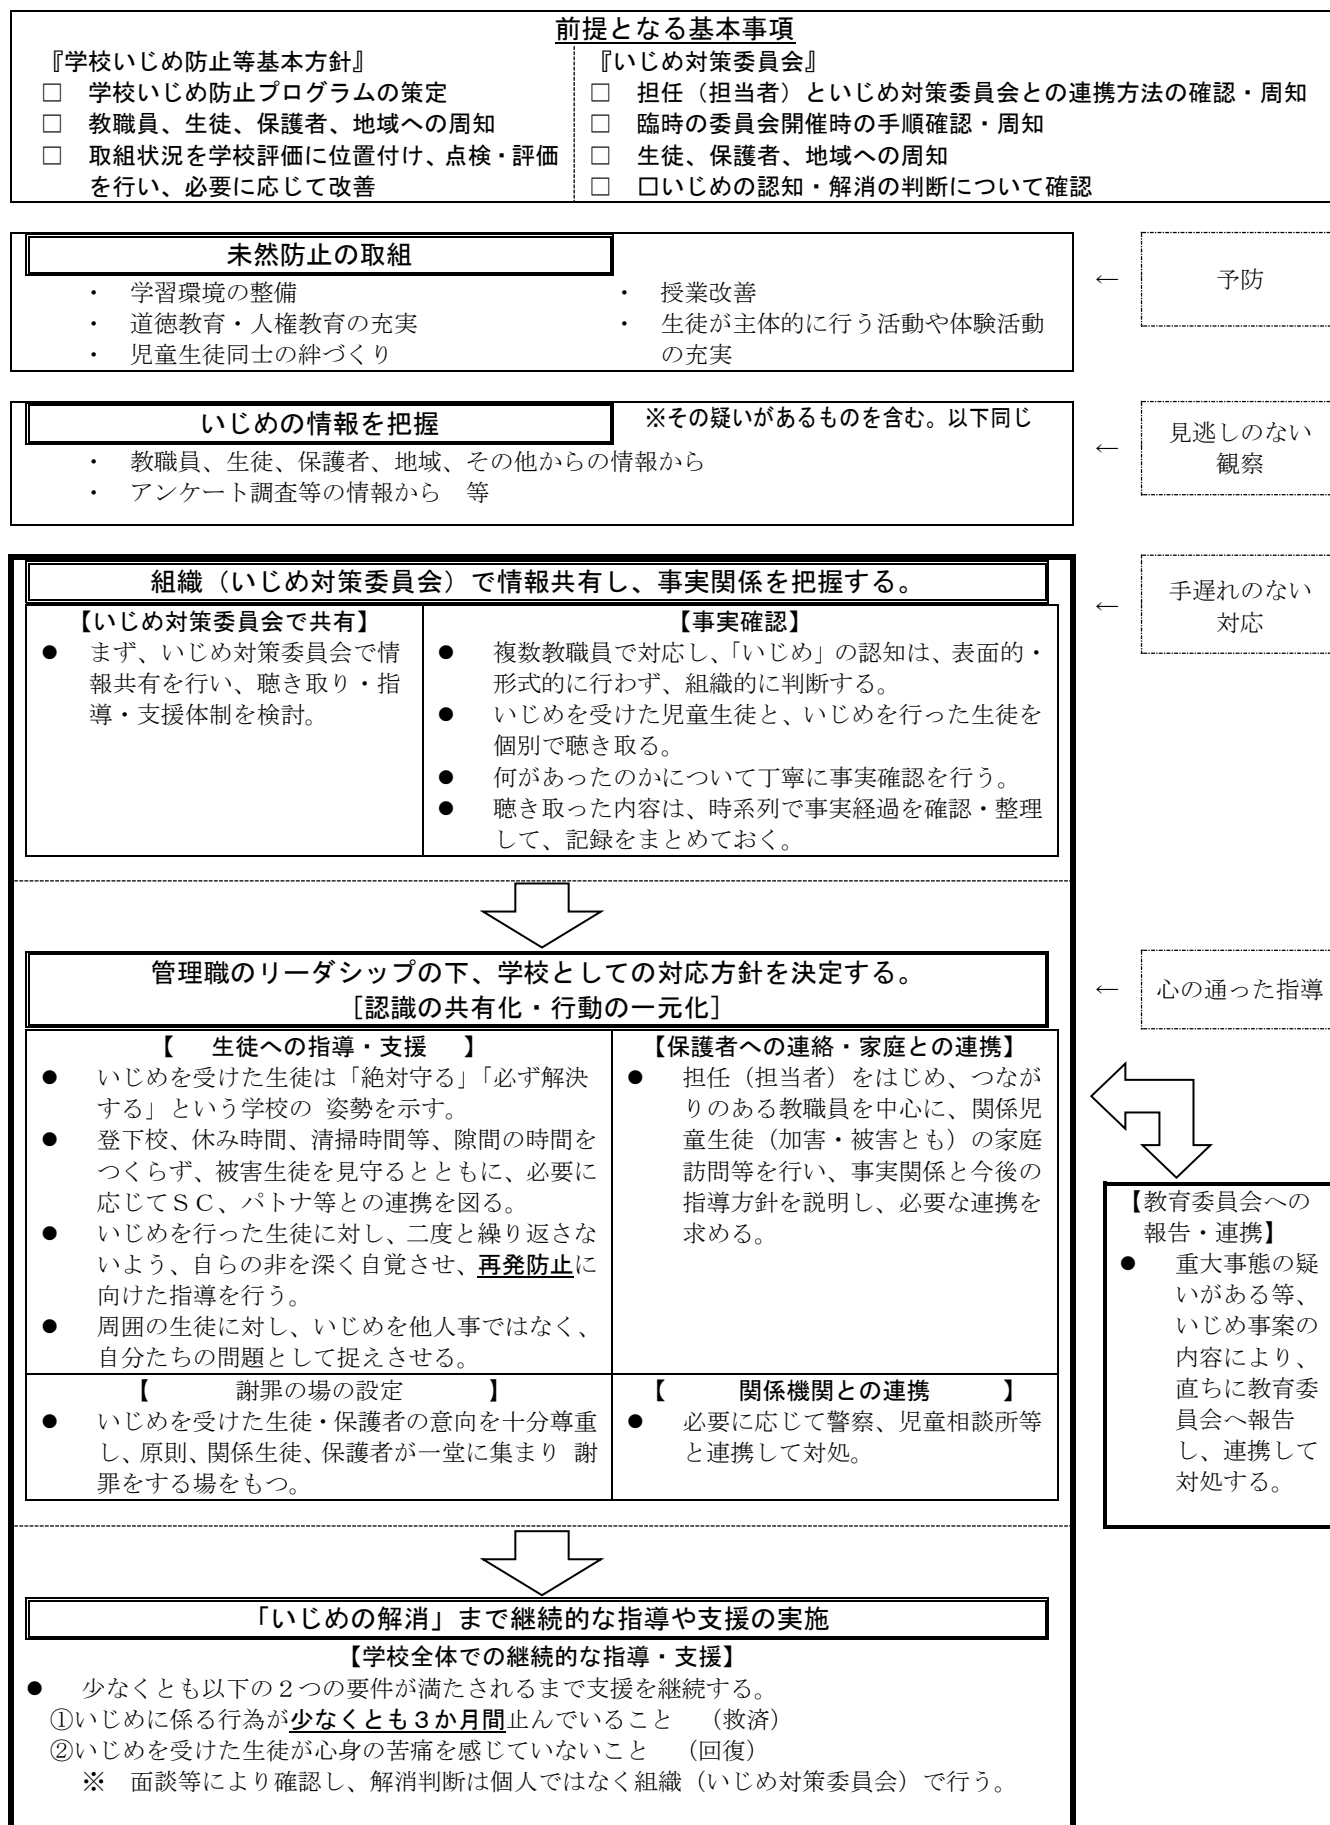 前提となる基本事項
『学校いじめ防止等基本方針』
□　学校いじめ防止プログラムの策定
□　教職員、生徒、保護者、地域への周知
□　取組状況を学校評価に位置付け、点検・評価
を行い、必要に応じて改善
『いじめ対策委員会』
□　担任（担当者）といじめ対策委員会との連携方法の確認・周知
□　臨時の委員会開催時の手順確認・周知
□　生徒、保護者、地域への周知
□　□いじめの認知・解消の判断について確認
未然防止の取組
・　学習環境の整備
・　道徳教育・人権教育の充実
・　児童生徒同士の絆づくり
・　授業改善
・　生徒が主体的に行う活動や体験活動
の充実
←
予防
いじめの情報を把握
※その疑いがあるものを含む。以下同じ
・　教職員、生徒、保護者、地域、その他からの情報から
・　アンケート調査等の情報から　等
←
見逃しのない
観察
組織（いじめ対策委員会）で情報共有し、事実関係を把握する。
【いじめ対策委員会で共有】
●　まず、いじめ対策委員会で情
報共有を行い、聴き取り・指
導・支援体制を検討。
【事実確認】
●　複数教職員で対応し、「いじめ」の認知は、表面的・
形式的に行わず、組織的に判断する。
●　いじめを受けた児童生徒と、いじめを行った生徒を
個別で聴き取る。
●　何があったのかについて丁寧に事実確認を行う。
●　聴き取った内容は、時系列で事実経過を確認・整理
して、記録をまとめておく。
←
手遅れのない
対応
管理職のリーダシップの下、学校としての対応方針を決定する。
［認識の共有化・行動の一元化］
←
心の通った指導
【　生徒への指導・支援　】
●　いじめを受けた生徒は「絶対守る」「必ず解決
する」という学校の 姿勢を示す。
●　登下校、休み時間、清掃時間等、隙間の時間を
つくらず、被害生徒を見守るとともに、必要に
応じてＳＣ、パトナ等との連携を図る。
●　いじめを行った生徒に対し、二度と繰り返さな
いよう、自らの非を深く自覚させ、再発防止に
向けた指導を行う。
●　周囲の生徒に対し、いじめを他人事ではなく、
自分たちの問題として捉えさせる。
【保護者への連絡・家庭との連携】
●　担任（担当者）をはじめ、つなが
りのある教職員を中心に、関係児
童生徒（加害・被害とも）の家庭
訪問等を行い、事実関係と今後の
指導方針を説明し、必要な連携を
求める。
【　謝罪の場の設定　】
●　いじめを受けた生徒・保護者の意向を十分尊重
し、原則、関係生徒、保護者が一堂に集まり 謝
罪をする場をもつ。
【　関係機関との連携　】
●　必要に応じて警察、児童相談所等
と連携して対処。
【教育委員会への
報告・連携】
●　重大事態の疑
いがある等、
いじめ事案の
内容により、
直ちに教育委
員会へ報告
し、連携して
対処する。
「いじめの解消」まで継続的な指導や支援の実施
【学校全体での継続的な指導・支援】
●　少なくとも以下の２つの要件が満たされるまで支援を継続する。
①いじめに係る行為が少なくとも３か月間止んでいること　（救済）
②いじめを受けた生徒が心身の苦痛を感じていないこと　（回復）
※　面談等により確認し、解消判断は個人ではなく組織（いじめ対策委員会）で行う。